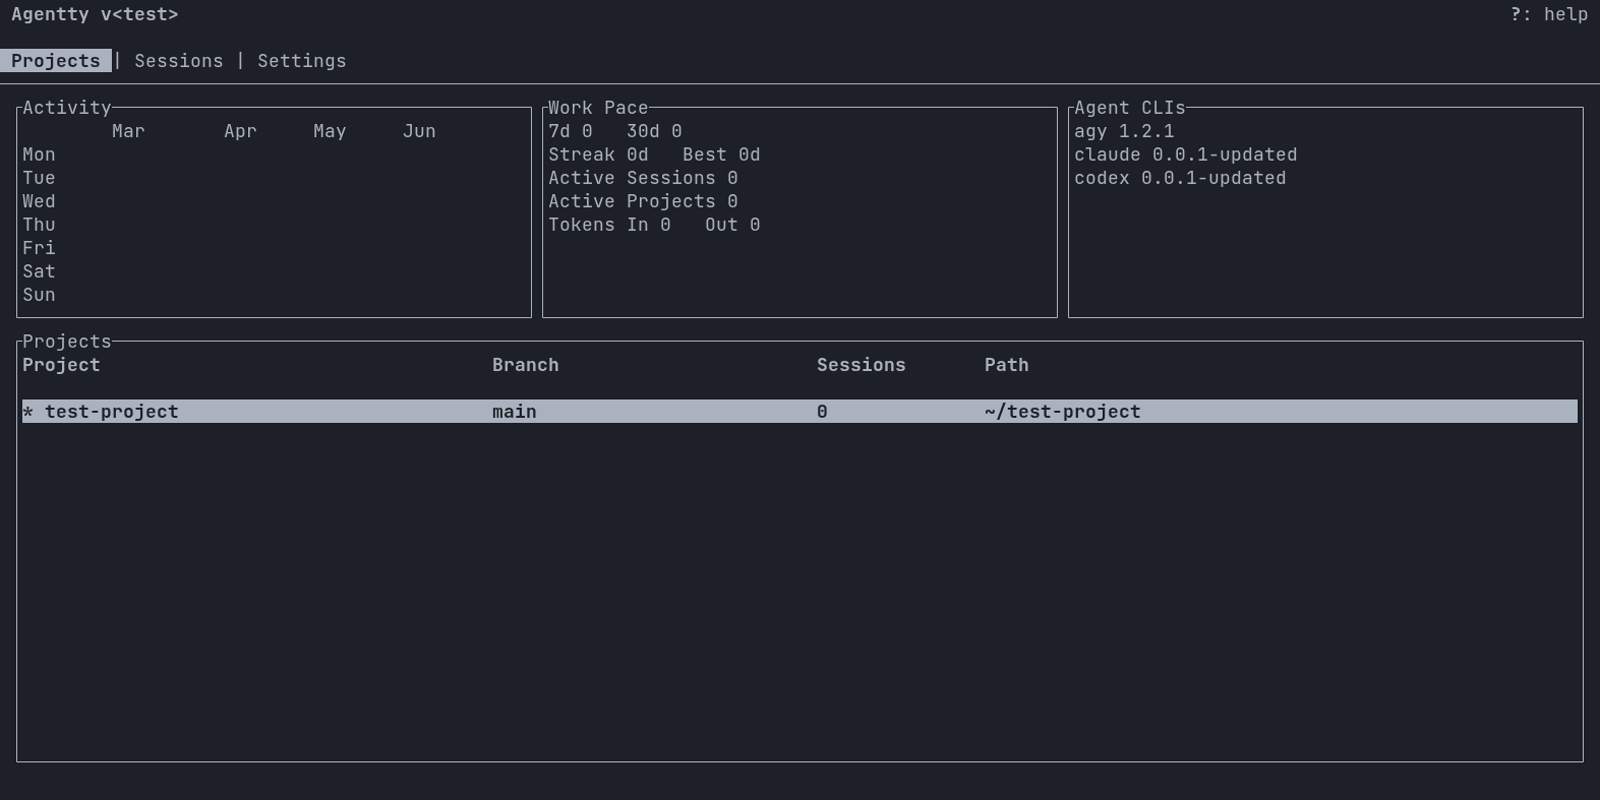 Agentty v<test> ?: help
Projects | Sessions | Settings
Activity
Mar Apr May Jun
Mon
Tue
Wed
Thu
Fri
Sat
Sun
Work Pace
7d 0 30d 0
Streak 0d Best 0d
Active Sessions 0
Active Projects 0
Tokens In 0 Out 0
Agent CLIs
agy 1.2.1
claude 0.0.1-updated
codex 0.0.1-updated
Projects
Project Branch Sessions Path
* test-project main 0 ~/test-project